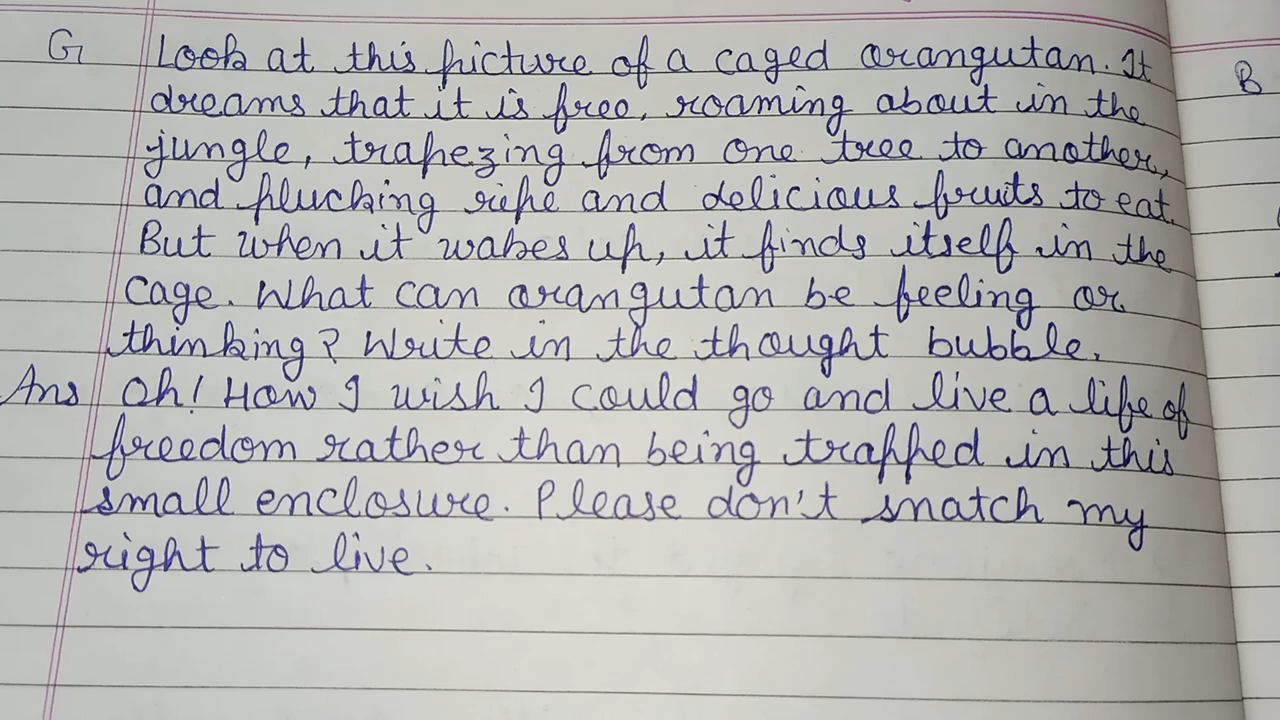 G Look at this picture of a caged orangutan. It
dreams that it is free, roaming about in the
jungle, trapezing from one tree to another,
and plucking ripe and delicious fruits to eat.
But when it wakes up, it finds itself in the
cage. What can orangutan be feeling or
thinking? Write in the thought bubble.
Ans Oh! How I wish I could go and live a life of
freedom rather than being trapped in this
small enclosure. Please don't snatch my
right to live.
B